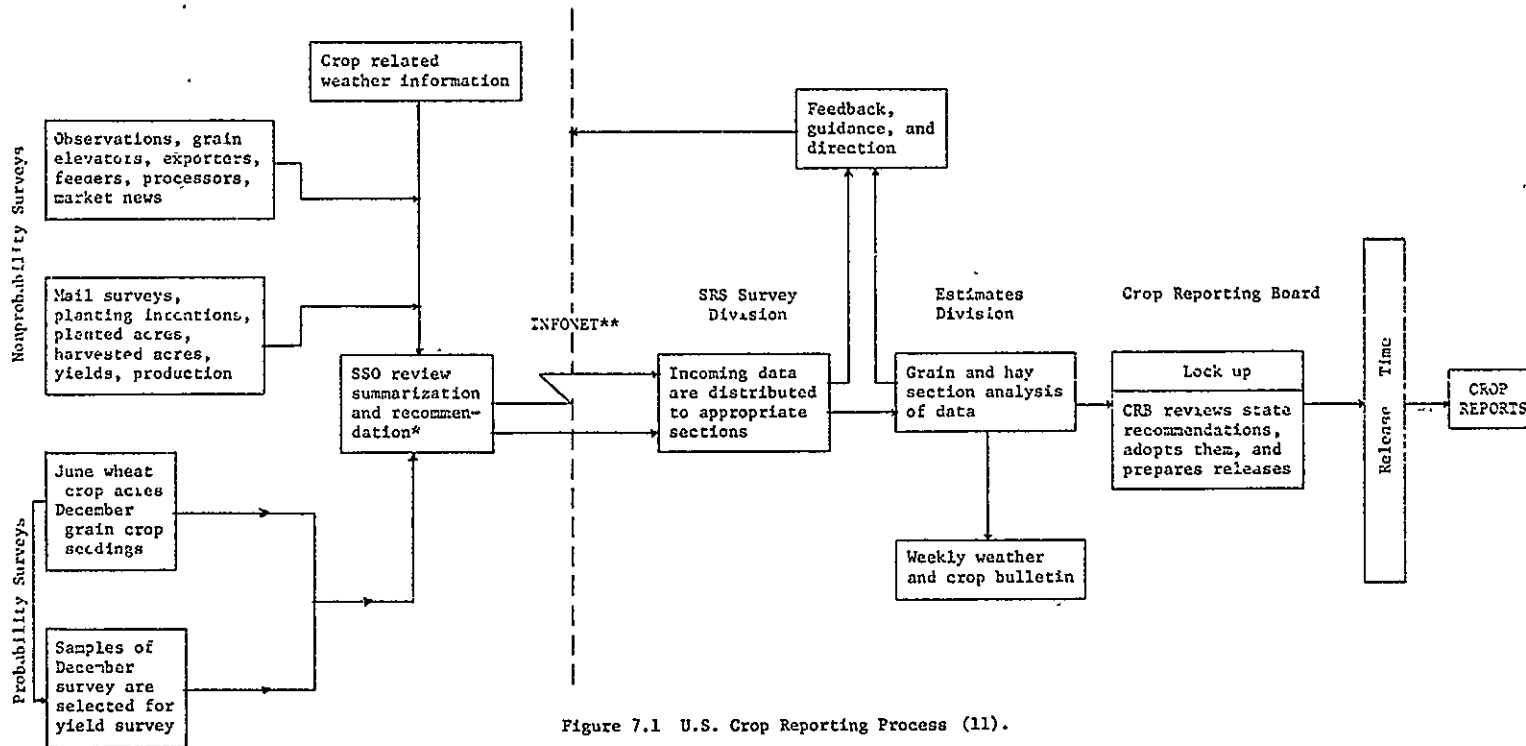 Crop related
weather information
Nonprobability Surveys
Observations, grain
elevators, exporters,
feeders, processors,
market news
Mail surveys,
planting intentions,
planted acres,
harvested acres,
yields, production
Probability Surveys
June wheat
crop acres
December
grain crop
seedings
Samples of
December
survey are
selected for
yield survey
SSO review
summarization
and recommen-
dation*
INFONET**
Feedback,
guidance, and
direction
SRS Survey
Division
Incoming data
are distributed
to appropriate
sections
Estimates
Division
Grain and hay
section analysis
of data
Weekly weather
and crop bulletin
Crop Reporting Board
Lock up
CRB reviews state
recommendations,
adopts them, and
prepares releases
Release Time
CROP
REPORTS
Figure 7.1 U.S. Crop Reporting Process (11).